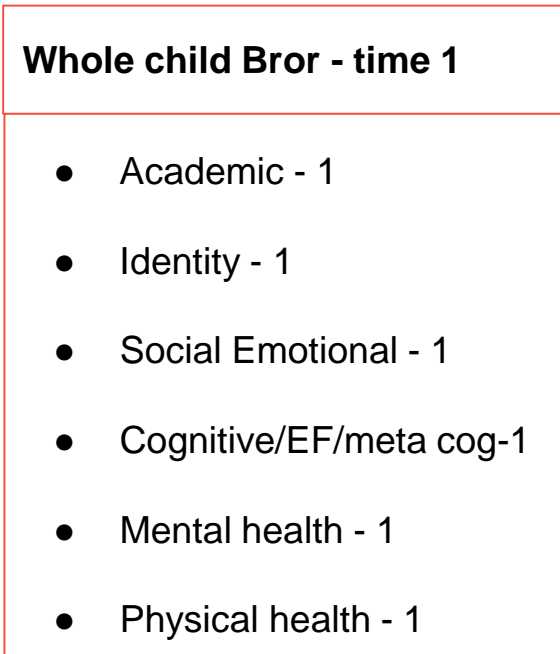 Whole child Bror - time 1
● Academic - 1
● Identity - 1
● Social Emotional - 1
● Cognitive/EF/meta cog-1
● Mental health - 1
● Physical health - 1